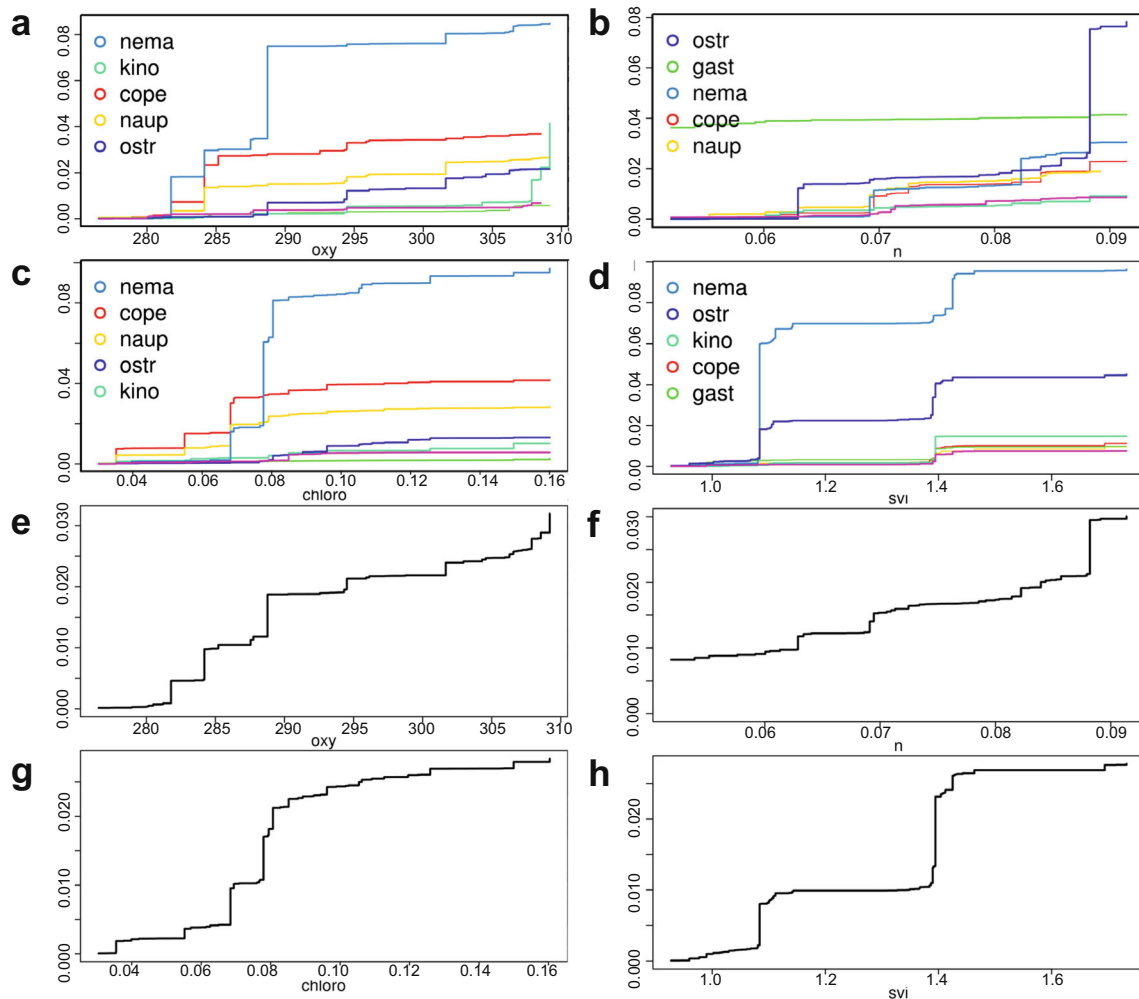 a
0.00 0.02 0.04 0.06 0.08
nema
kino
cope
naup
ostr
280 285 290 295 300 305 310
oxy
b
0.00 0.02 0.04 0.06 0.08
ostr
gast
nema
cope
naup
0.06 0.07 0.08 0.09
n
c
0.00 0.04 0.08
nema
cope
naup
ostr
kino
0.04 0.06 0.08 0.10 0.12 0.14 0.16
chloro
d
0.00 0.02 0.04 0.06 0.08
nema
ostr
kino
cope
gast
1.0 1.2 1.4 1.6
svi
e
0.000 0.010 0.020 0.030
280 285 290 295 300 305 310
oxy
f
0.000 0.010 0.020 0.030
0.06 0.07 0.08 0.09
n
g
0.000 0.010 0.020
0.04 0.06 0.08 0.10 0.12 0.14 0.16
chloro
h
0.000 0.010 0.020
1.0 1.2 1.4 1.6
svi